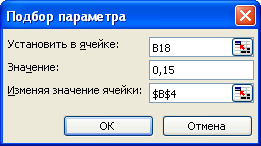 Подбор параметра
Установить в ячейке: B18
Значение: 0,15
Изменяя значение ячейки: $B$4
ОК Отмена